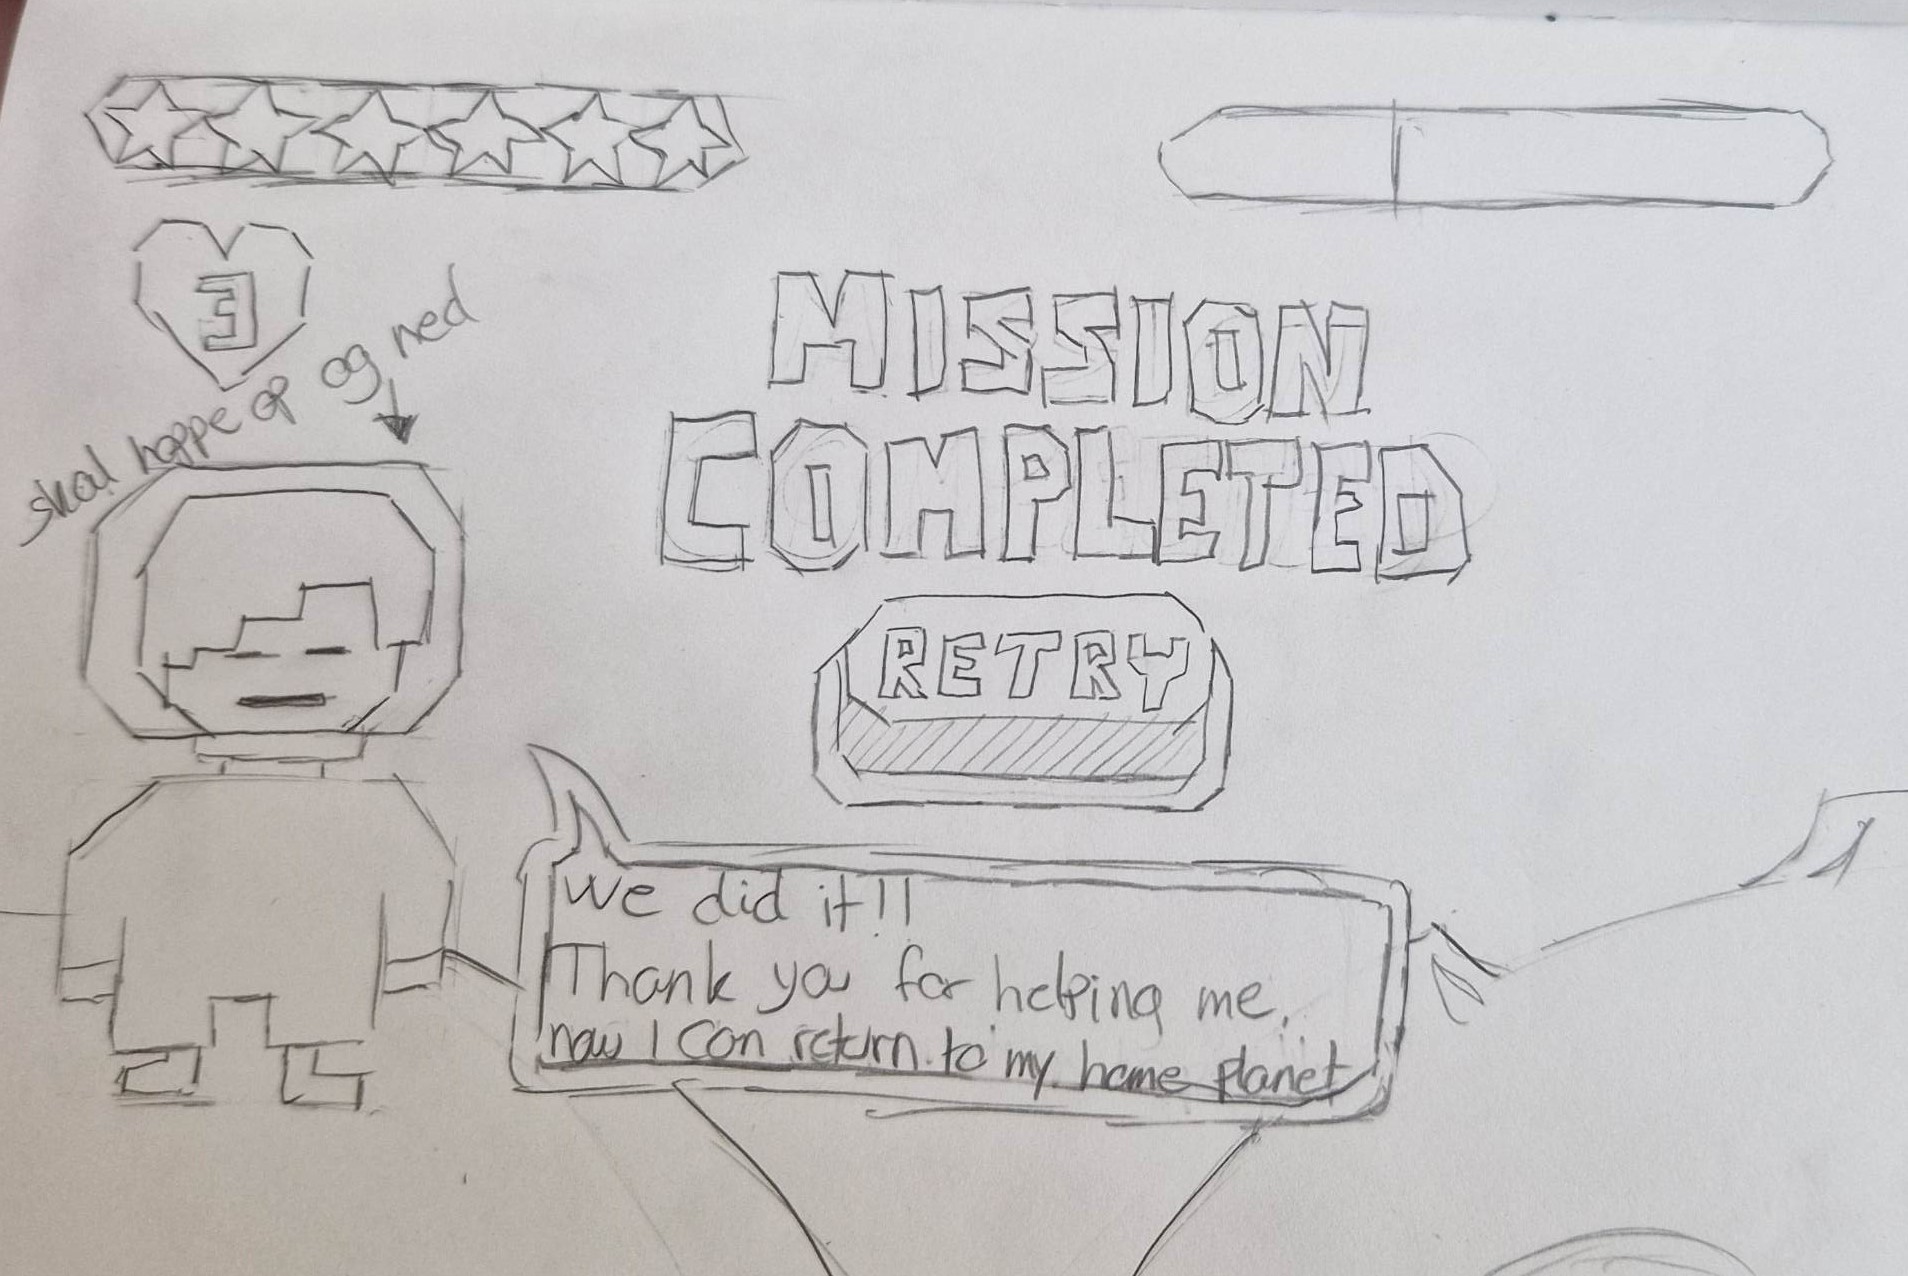 3
skal hoppe op og ned
MISSION
COMPLETED
RETRY
We did it!!
Thank you for helping me.
now I can return to my home planet